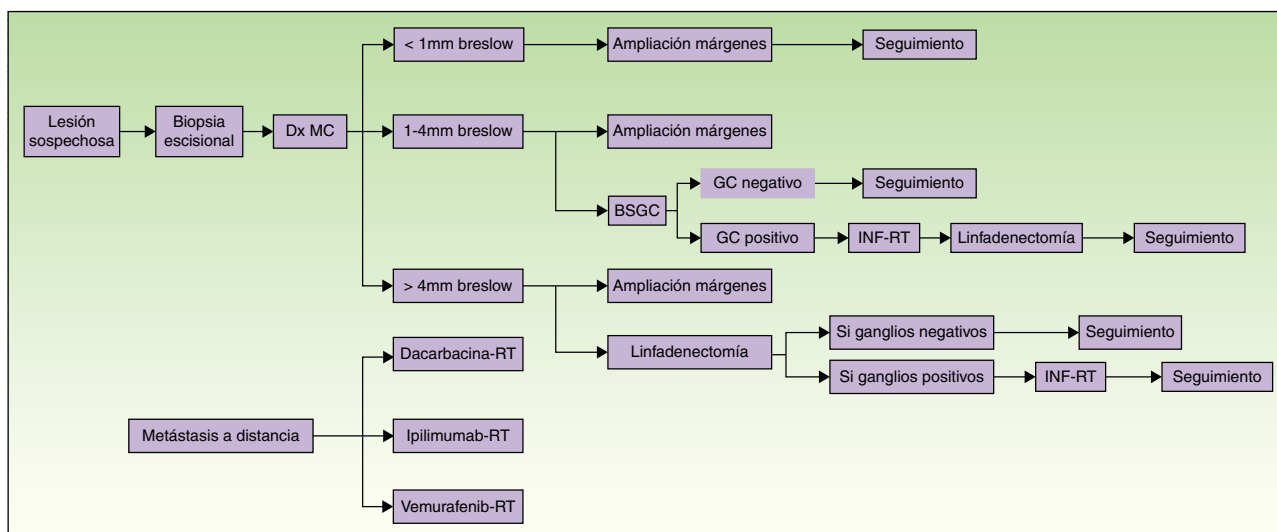 < 1mm breslow
Ampliación márgenes
Seguimiento
Lesión
sospechosa
Biopsia
escisional
Dx MC
1-4mm breslow
Ampliación márgenes
GC negativo
Seguimiento
BSGC
GC positivo
INF-RT
Linfadenectomía
Seguimiento
> 4mm breslow
Ampliación márgenes
Si ganglios negativos
Seguimiento
Linfadenectomía
Si ganglios positivos
INF-RT
Seguimiento
Dacarbacina-RT
Metástasis a distancia
Ipilimumab-RT
Vemurafenib-RT